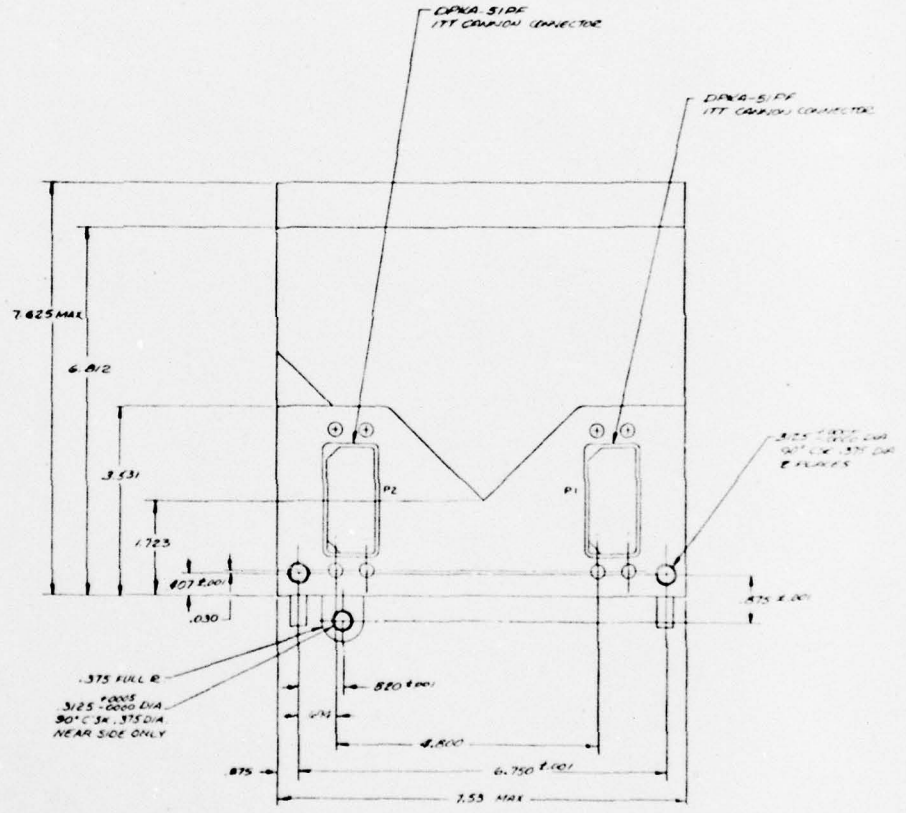 DPKA-51PF
ITT CANNON CONNECTOR
DPKA-51PF
ITT CANNON CONNECTOR
7.625 MAX
6.812
3.531
1.723
.407 ±.001
.030
P2
P1
.3125 +.0005 -.0000 DIA
90° CSK .375 DIA
2 PLACES
.875 ±.001
.375 FULL R
.3125 +.0005 -.0000 DIA.
90° CSK .375 DIA.
NEAR SIDE ONLY
.820 ±.001
4.800
.375
6.750 ±.001
7.53 MAX